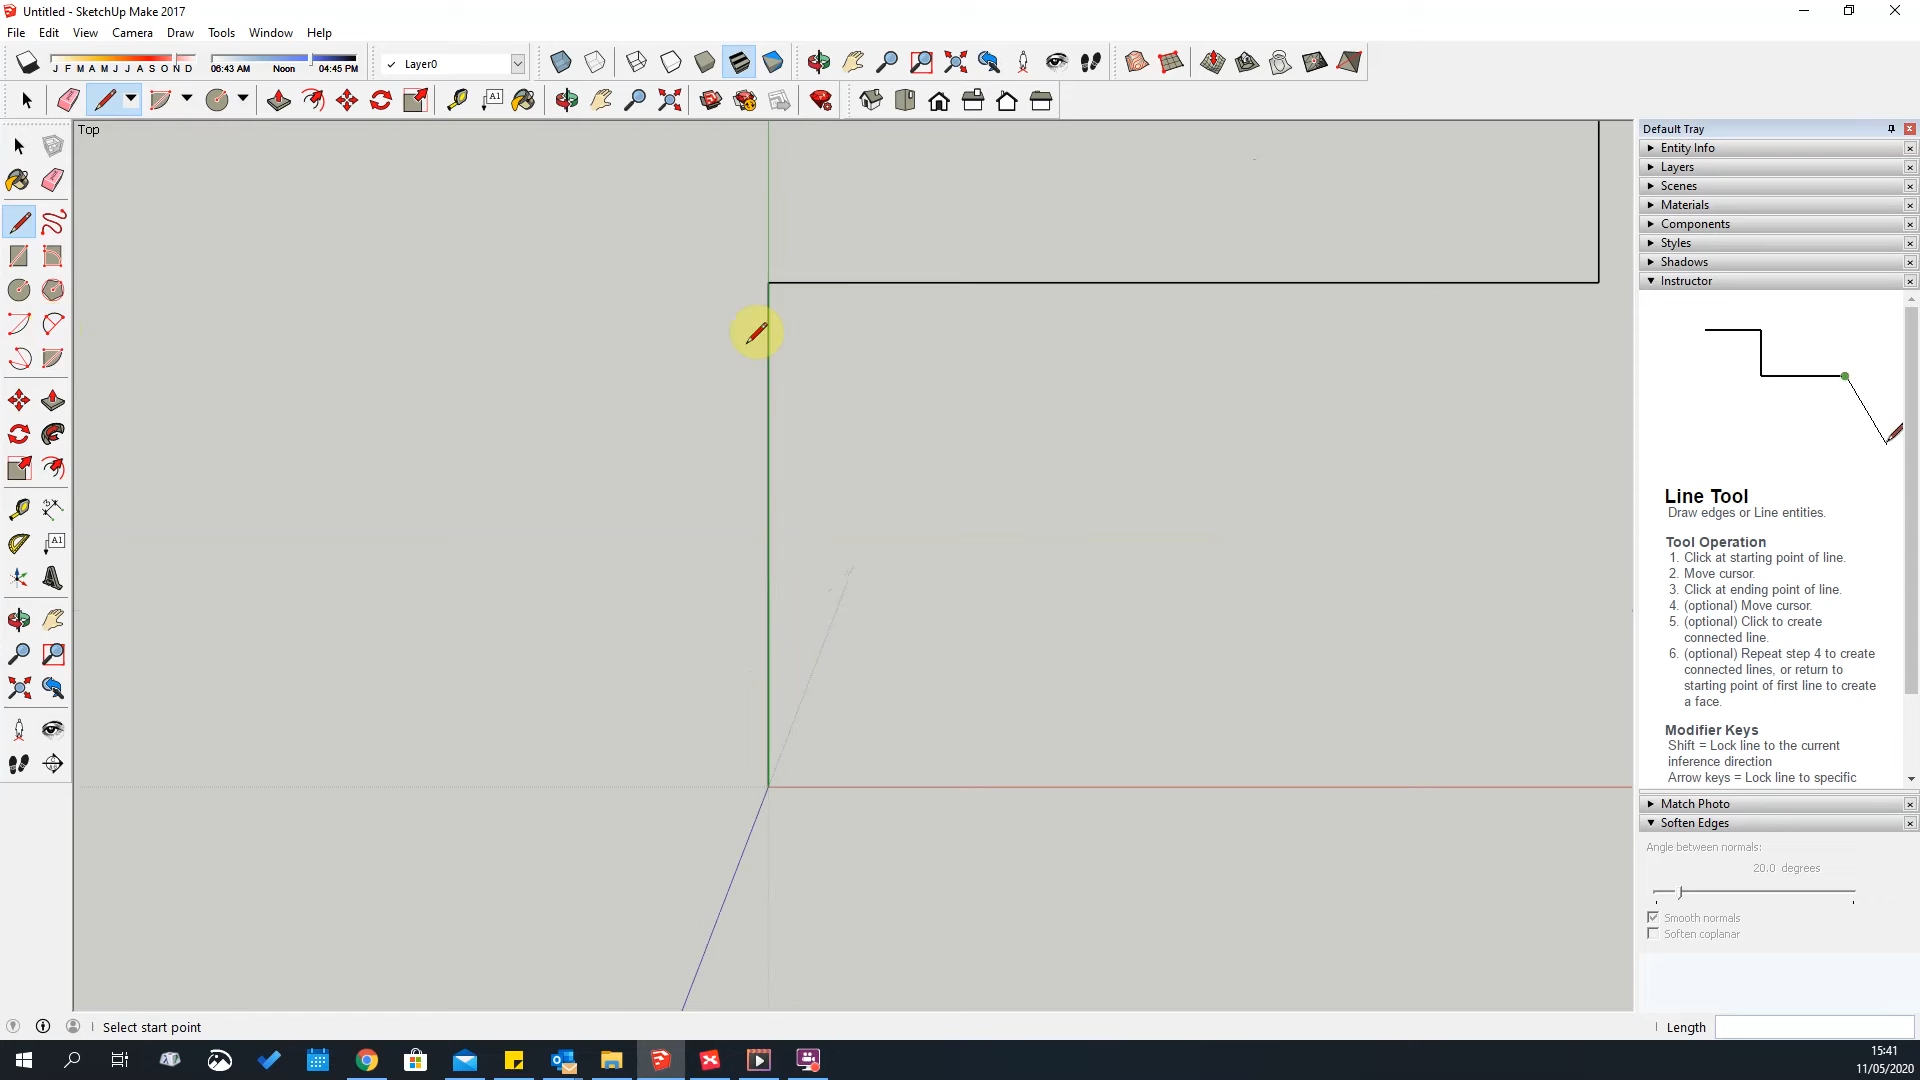 Untitled - SketchUp Make 2017
File Edit View Camera Draw Tools Window Help
J F M A M J J A S O N D 06:43 AM Noon 04:45 PM ✓ Layer0
A1
Top
Default Tray
Entity Info
Layers
Scenes
Materials
Components
Styles
Shadows
Instructor
A1
Line Tool
Draw edges or Line entities.
Tool Operation
1. Click at starting point of line.
2. Move cursor.
3. Click at ending point of line.
4. (optional) Move cursor.
5. (optional) Click to create
connected line.
6. (optional) Repeat step 4 to create
connected lines, or return to
starting point of first line to create
a face.
Modifier Keys
Shift = Lock line to the current
inference direction
Arrow keys = Lock line to specific
Match Photo
Soften Edges
Angle between normals:
20.0 degrees
Smooth normals
Soften coplanar
Select start point
Length
15:41
11/05/2020